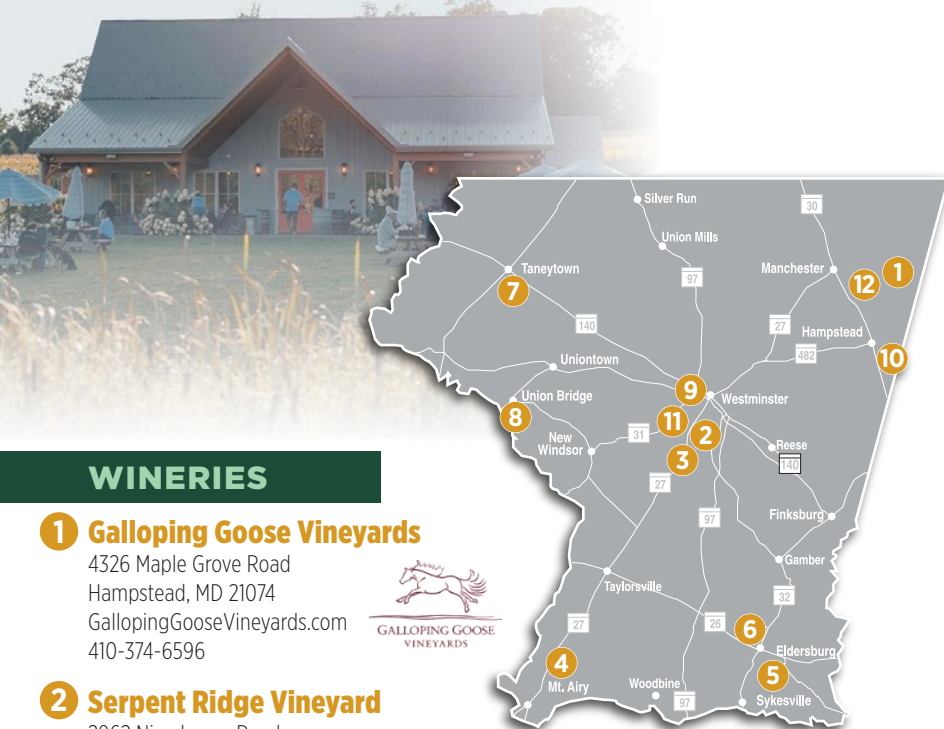 Silver Run
30
Union Mills
Taneytown
97
Manchester
12
1
7
140
27
Hampstead
482
10
Uniontown
9
Westminster
Union Bridge
8
11
2
New
Windsor
31
3
Reese
140
27
97
Finksburg
Gamber
Taylorsville
32
27
26
6
Eldersburg
4
5
Mt. Airy
Woodbine
97
Sykesville
WINERIES
1 Galloping Goose Vineyards
4326 Maple Grove Road
Hampstead, MD 21074
GallopingGooseVineyards.com
410-374-6596
GALLOPING GOOSE
VINEYARDS
2 Serpent Ridge Vineyard